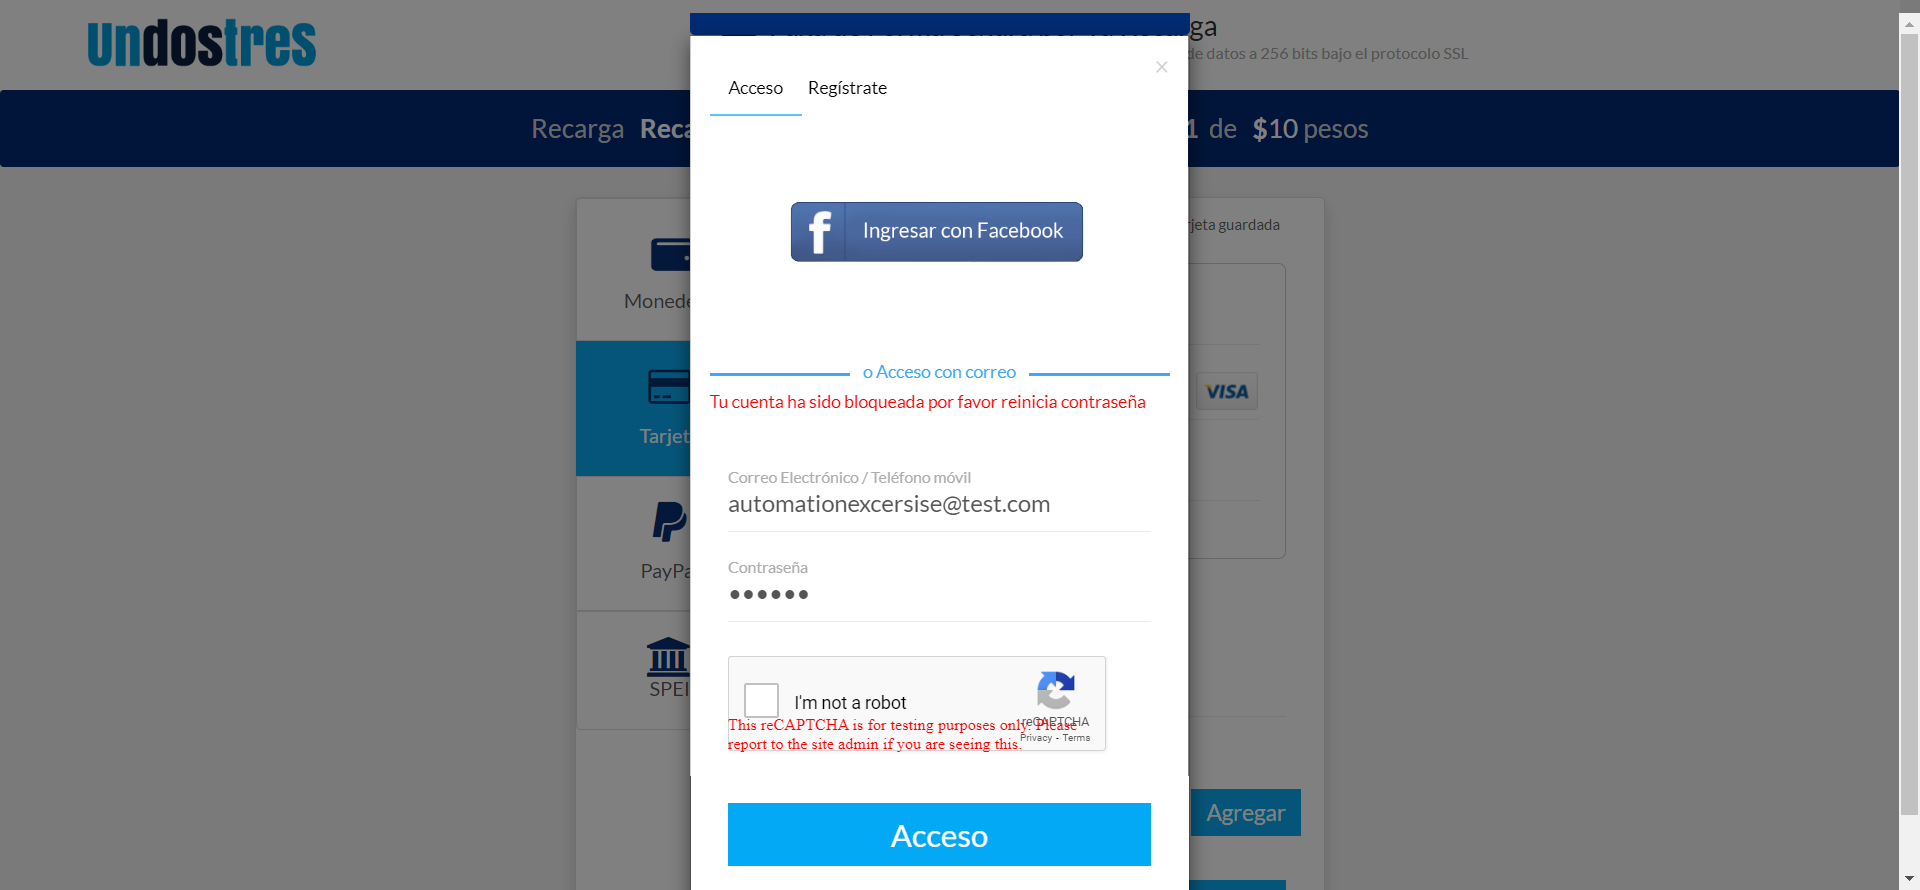 undostres
ga
de datos a 256 bits bajo el protocolo SSL
Acceso Regístrate
×
Recarga Reca 1 de $10 pesos
Ingresar con Facebook
rjeta guardada
Monede
VISA
Tarjet
PayPa
SPEI
o Acceso con correo
Tu cuenta ha sido bloqueada por favor reinicia contraseña
Correo Electrónico / Teléfono móvil
automationexcersise@test.com
Contraseña
••••••
I'm not a robot
reCAPTCHA
Privacy - Terms
This reCAPTCHA is for testing purposes only. Please
report to the site admin if you are seeing this.
Agregar
Acceso